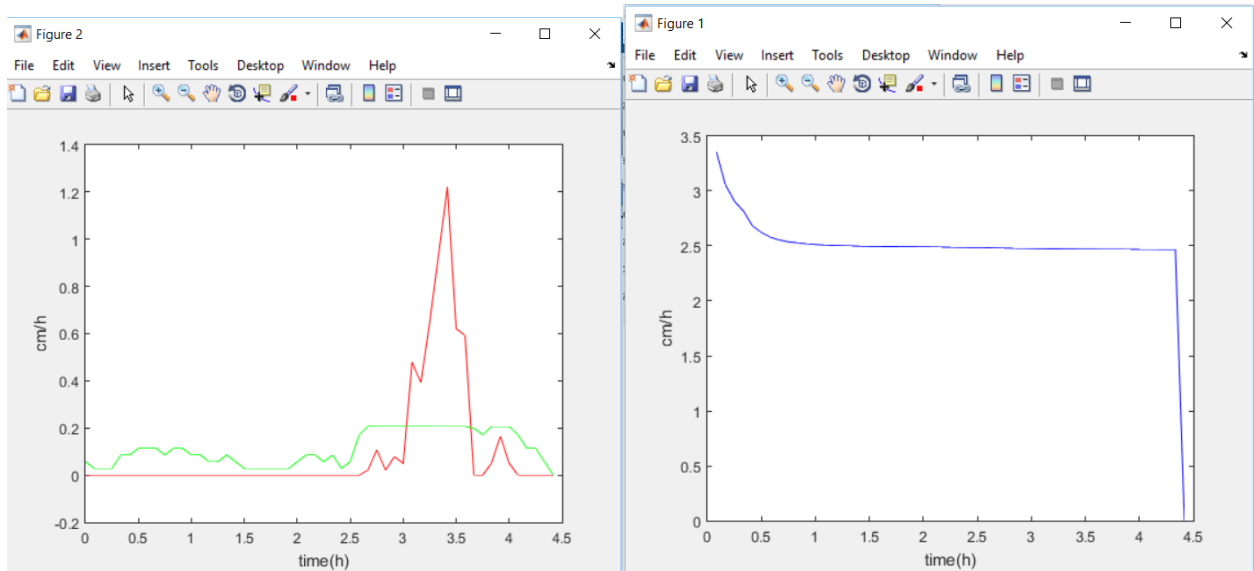 Figure 2
File Edit View Insert Tools Desktop Window Help
1.4
1.2
1
0.8
0.6
0.4
0.2
0
-0.2
cm/h
0 0.5 1 1.5 2 2.5 3 3.5 4 4.5
time(h)
Figure 1
File Edit View Insert Tools Desktop Window Help
3.5
3
2.5
2
1.5
1
0.5
0
cm/h
0 0.5 1 1.5 2 2.5 3 3.5 4 4.5
time(h)